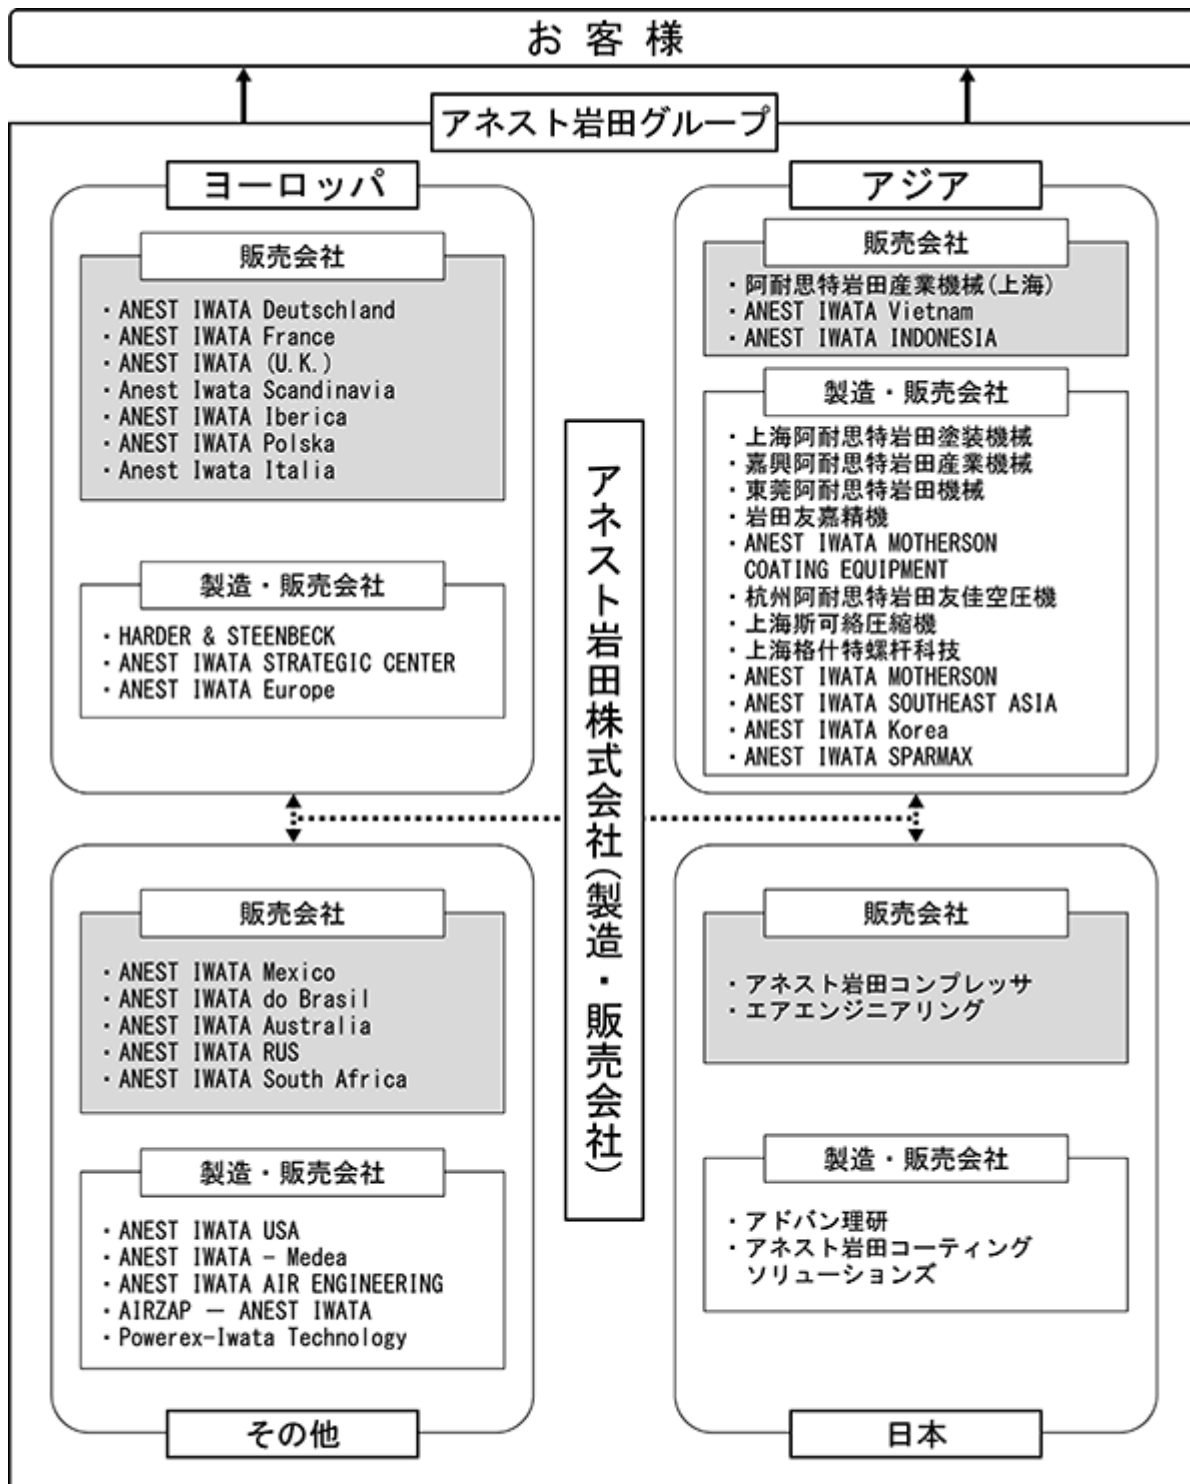 お客様
アネスト岩田グループ
ヨーロッパ
販売会社
・ANEST IWATA Deutschland
・ANEST IWATA France
・ANEST IWATA (U.K.)
・Anest Iwata Scandinavia
・ANEST IWATA Iberica
・ANEST IWATA Polska
・Anest Iwata Italia
製造・販売会社
・HARDER & STEENBECK
・ANEST IWATA STRATEGIC CENTER
・ANEST IWATA Europe
アジア
販売会社
・阿耐思特岩田産業機械(上海)
・ANEST IWATA Vietnam
・ANEST IWATA INDONESIA
製造・販売会社
・上海阿耐思特岩田塗装機械
・嘉興阿耐思特岩田産業機械
・東莞阿耐思特岩田機械
・岩田友嘉精機
・ANEST IWATA MOTHERSON
COATING EQUIPMENT
・杭州阿耐思特岩田友佳空圧機
・上海斯可絡圧縮機
・上海格什特螺杆科技
・ANEST IWATA MOTHERSON
・ANEST IWATA SOUTHEAST ASIA
・ANEST IWATA Korea
・ANEST IWATA SPARMAX
アネスト岩田株式会社(製造・販売会社)
販売会社
・ANEST IWATA Mexico
・ANEST IWATA do Brasil
・ANEST IWATA Australia
・ANEST IWATA RUS
・ANEST IWATA South Africa
製造・販売会社
・ANEST IWATA USA
・ANEST IWATA − Medea
・ANEST IWATA AIR ENGINEERING
・AIRZAP − ANEST IWATA
・Powerex-Iwata Technology
その他
販売会社
・アネスト岩田コンプレッサ
・エアエンジニアリング
製造・販売会社
・アドバン理研
・アネスト岩田コーティング
ソリューションズ
日本